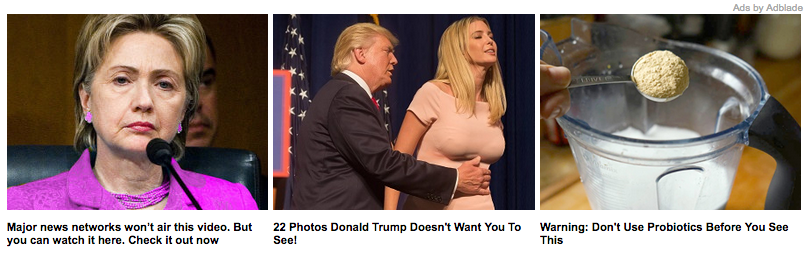 Ads by Adblade
Major news networks won't air this video. But
you can watch it here. Check it out now
22 Photos Donald Trump Doesn't Want You To
See!
Warning: Don't Use Probiotics Before You See
This